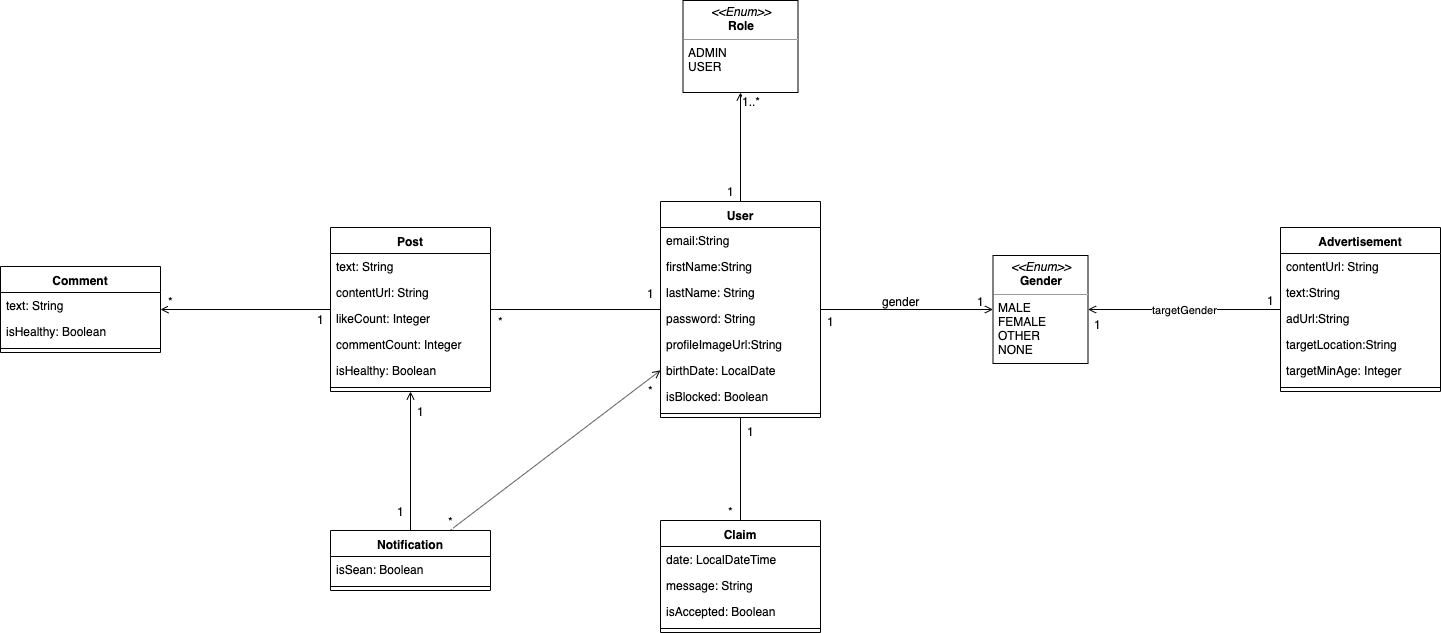 <<Enum>>
Role
ADMIN
USER
1..*
1
User
email:String
firstName:String
lastName: String
password: String
profileImageUrl:String
birthDate: LocalDate
isBlocked: Boolean
Post
text: String
contentUrl: String
likeCount: Integer
commentCount: Integer
isHealthy: Boolean
Comment
text: String
isHealthy: Boolean
*
1
1
*
gender
1
1
<<Enum>>
Gender
MALE
FEMALE
OTHER
NONE
targetGender
1
1
Advertisement
contentUrl: String
text:String
adUrl:String
targetLocation:String
targetMinAge: Integer
*
1
1
1
*
*
Notification
isSean: Boolean
Claim
date: LocalDateTime
message: String
isAccepted: Boolean